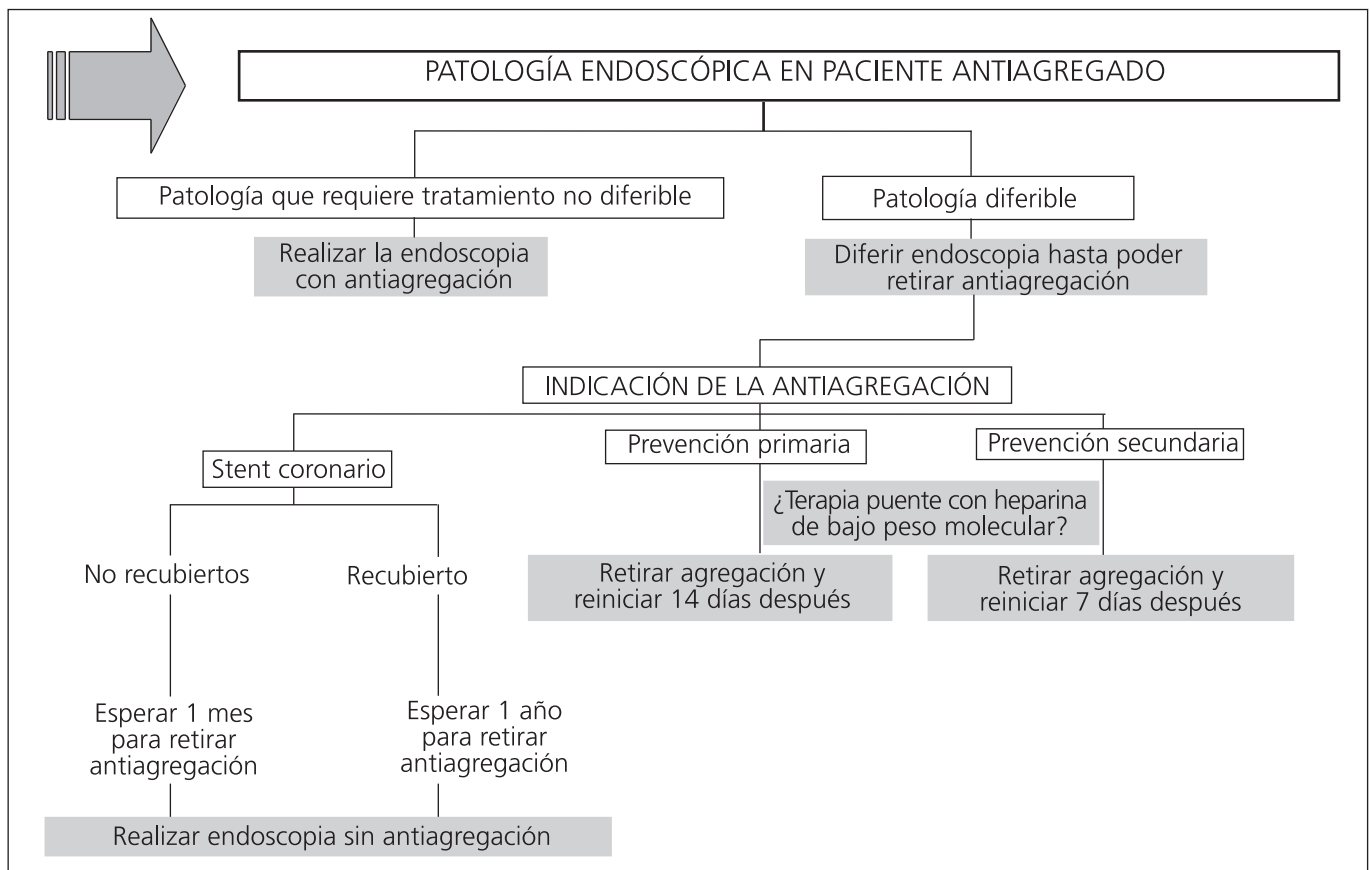 PATOLOGÍA ENDOSCÓPICA EN PACIENTE ANTIAGREGADO
Patología que requiere tratamiento no diferible
Realizar la endoscopia
con antiagregación
Patología diferible
Diferir endoscopia hasta poder
retirar antiagregación
INDICACIÓN DE LA ANTIAGREGACIÓN
Stent coronario
No recubiertos
Esperar 1 mes
para retirar
antiagregación
Recubierto
Esperar 1 año
para retirar
antiagregación
Realizar endoscopia sin antiagregación
Prevención primaria
Prevención secundaria
¿Terapia puente con heparina
de bajo peso molecular?
Retirar agregación y
reiniciar 14 días después
Retirar agregación y
reiniciar 7 días después